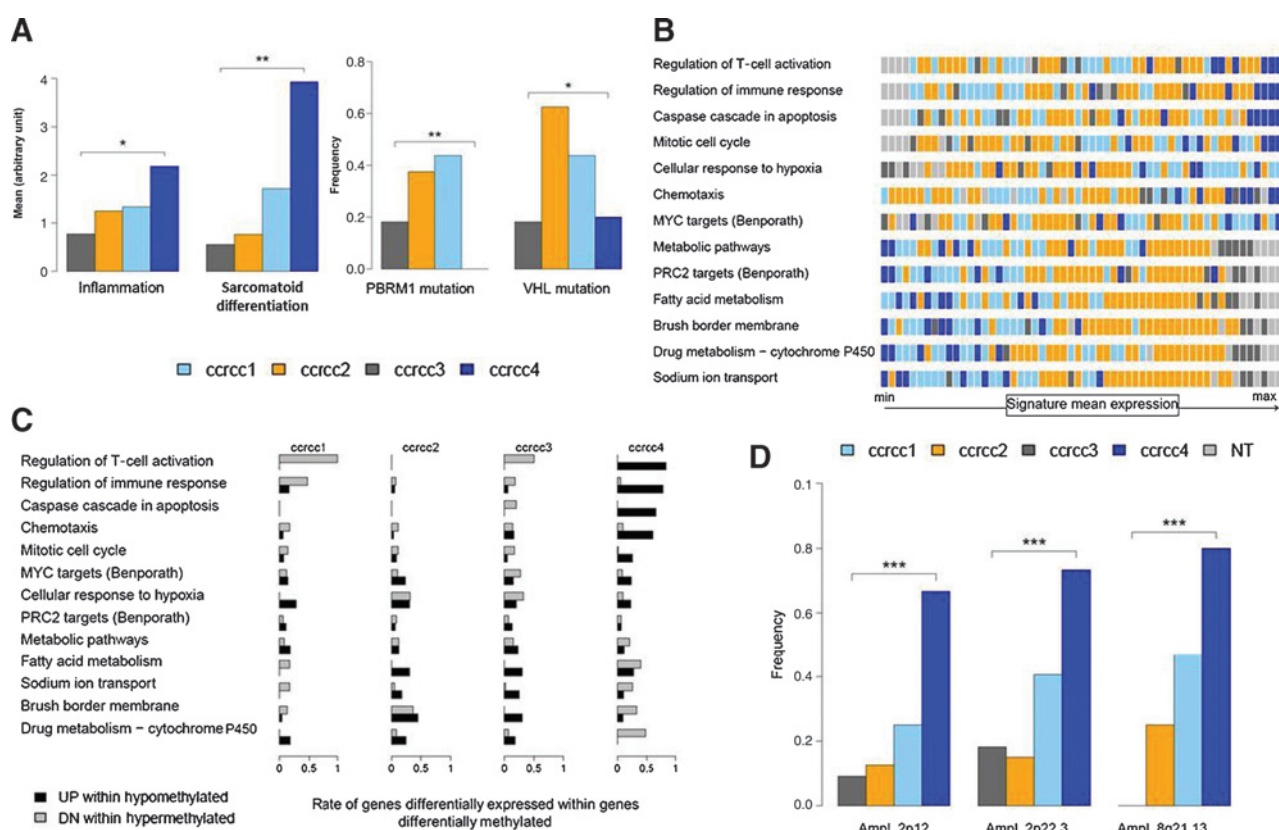 A
**
4
3
2
1
0
Mean (arbitrary unit)
*
Inflammation
Sarcomatoid
differentiation
0.8
0.6
0.4
0.2
0.0
Frequency
**
*
PBRM1 mutation
VHL mutation
ccrcc1
ccrcc2
ccrcc3
ccrcc4
B
Regulation of T-cell activation
Regulation of immune response
Caspase cascade in apoptosis
Mitotic cell cycle
Cellular response to hypoxia
Chemotaxis
MYC targets (Benporath)
Metabolic pathways
PRC2 targets (Benporath)
Fatty acid metabolism
Brush border membrane
Drug metabolism – cytochrome P450
Sodium ion transport
min
Signature mean expression
max
ccrcc1
ccrcc2
ccrcc3
ccrcc4
NT
C
ccrcc1
ccrcc2
ccrcc3
ccrcc4
Regulation of T-cell activation
Regulation of immune response
Caspase cascade in apoptosis
Chemotaxis
Mitotic cell cycle
MYC targets (Benporath)
Cellular response to hypoxia
PRC2 targets (Benporath)
Metabolic pathways
Fatty acid metabolism
Sodium ion transport
Brush border membrane
Drug metabolism – cytochrome P450
0 0.5 1
0 0.5 1
0 0.5 1
0 0.5 1
UP within hypomethylated
DN within hypermethylated
Rate of genes differentially expressed within genes
differentially methylated
D
0.1
0.8
0.6
0.4
0.2
0.0
Frequency
***
***
***
Ampl. 2p12
Ampl. 2p22.3
Ampl. 8q21.13